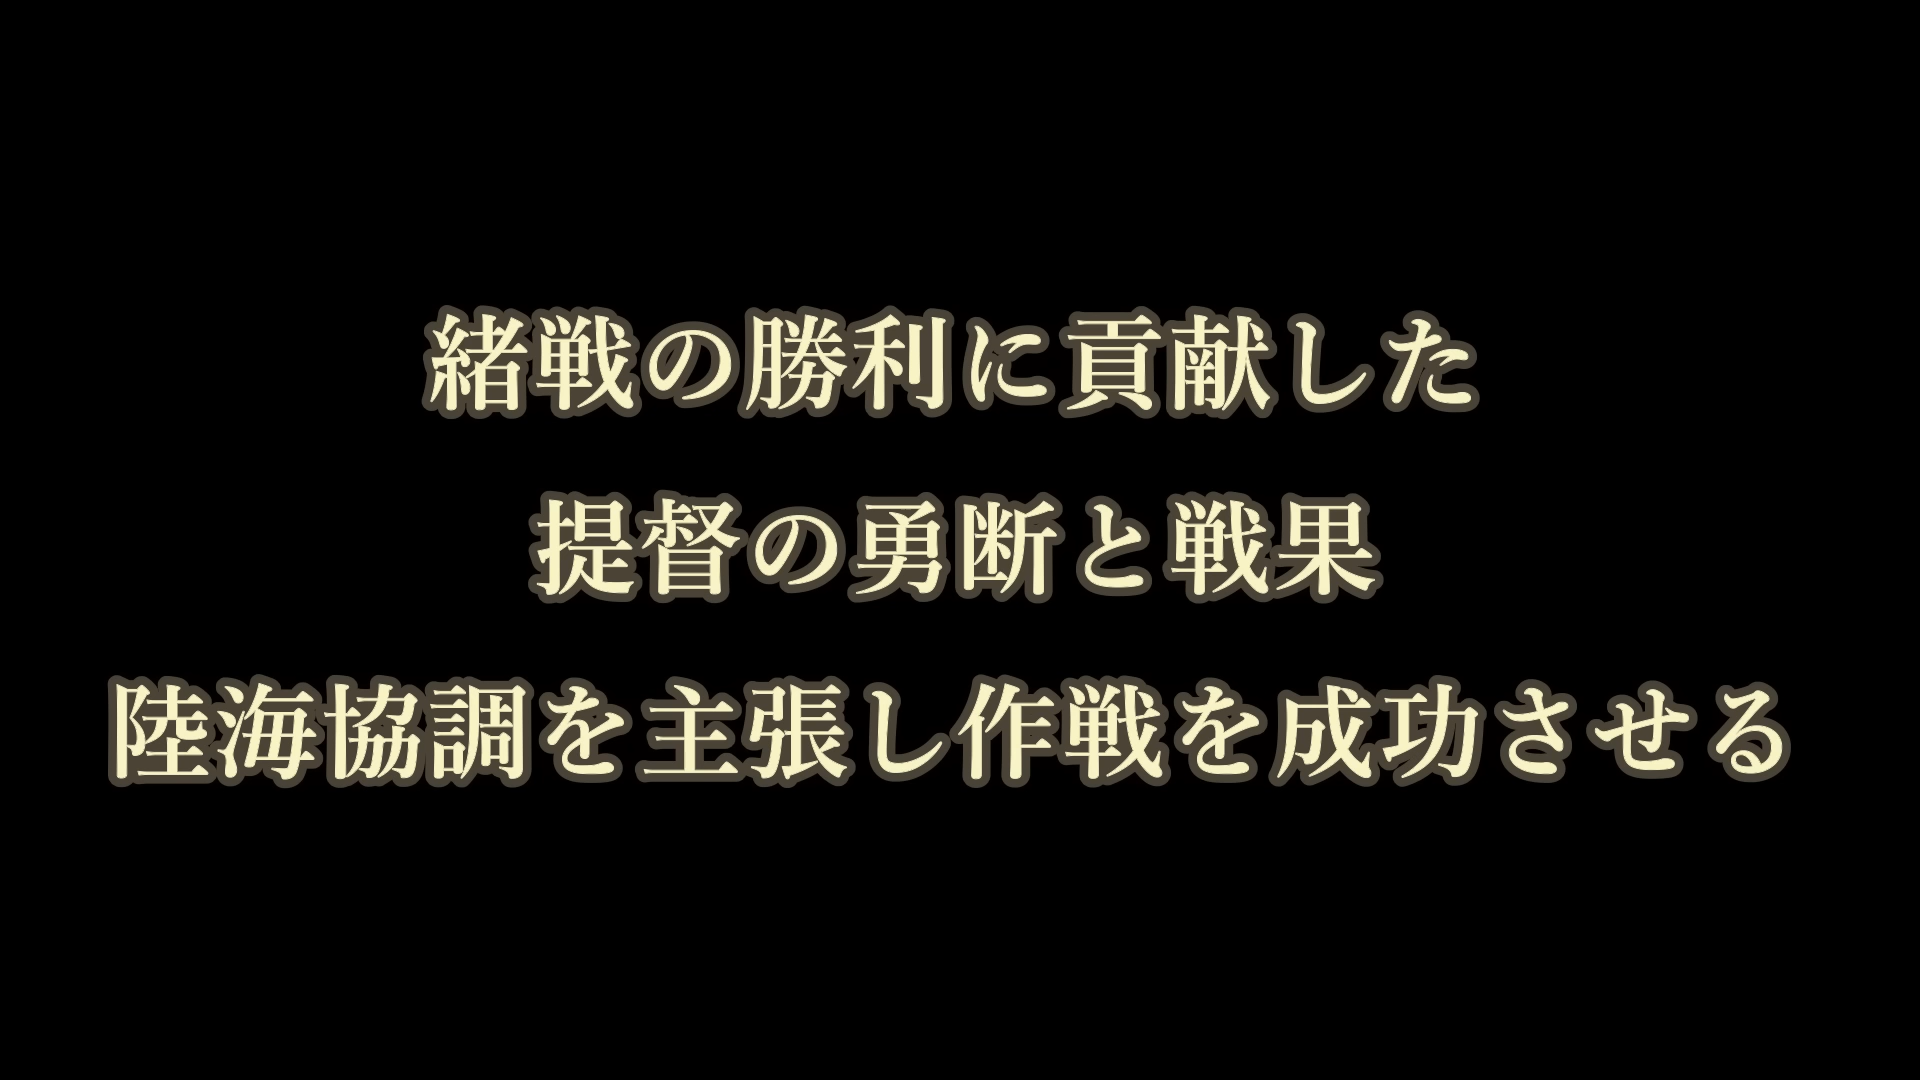 緒戦の勝利に貢献した
提督の勇断と戦果
陸海協調を主張し作戦を成功させる